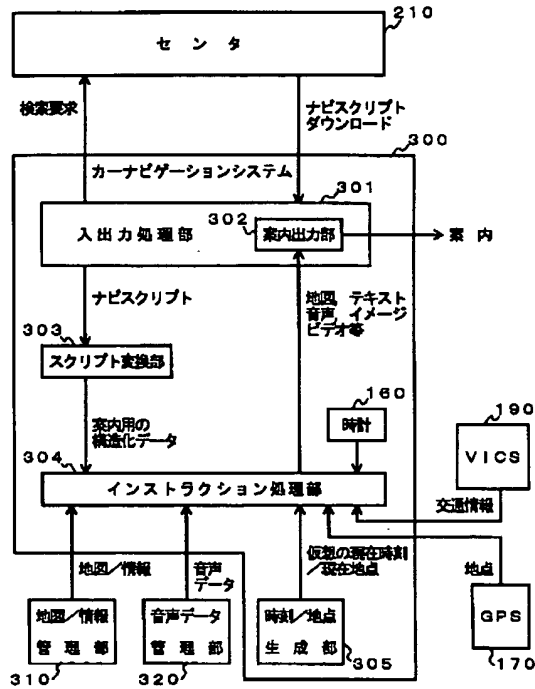 210
センタ
検索要求
ナビスクリプト
ダウンロード
300
カーナビゲーションシステム
301
302
入出力処理部
案内出力部
案内
ナビスクリプト
地図、テキスト
音声、イメージ
ビデオ等
303
スクリプト変換部
160
時計
案内用の
構造化データ
190
VICS
304
インストラクション処理部
交通情報
地図/情報
音声
データ
仮想の現在時刻
/現在地点
地点
地図/情報
管理部
310
音声データ
管理部
320
時刻/地点
生成部
305
GPS
170